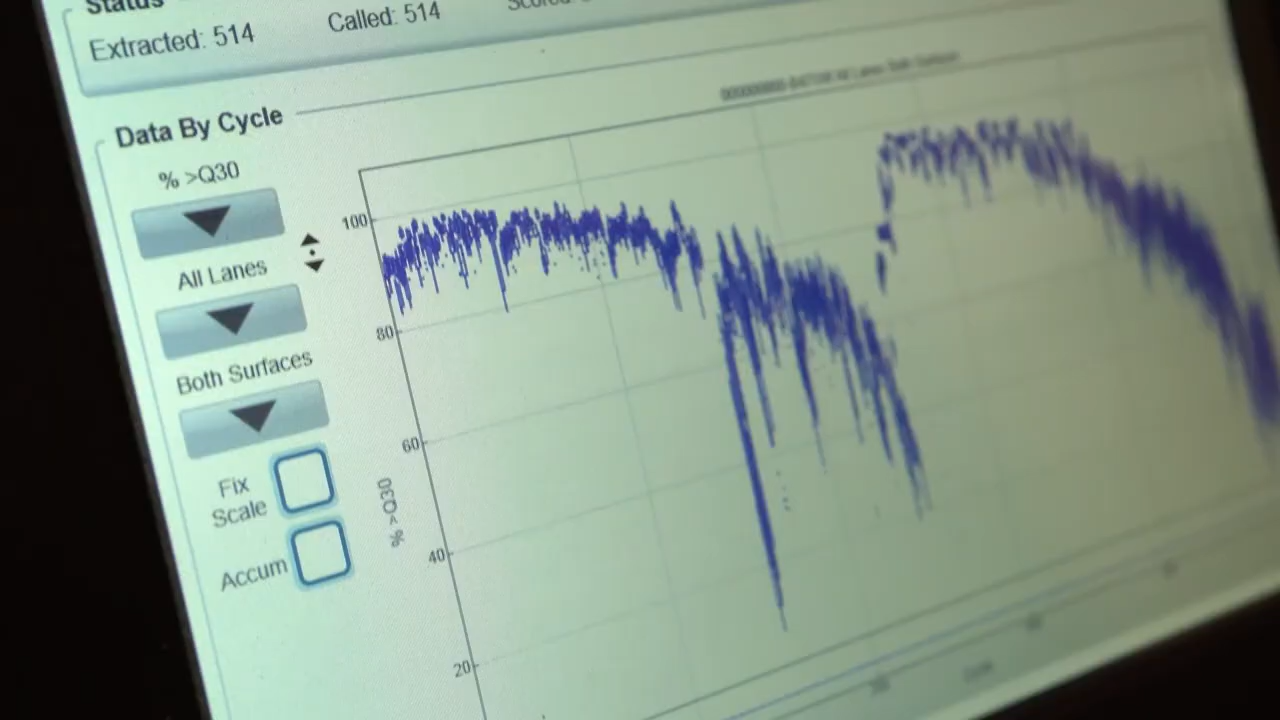 Status
Extracted: 514
Called: 514
Data By Cycle
% >Q30
All Lanes
Both Surfaces
Fix
Scale
Accum
100
80
60
40
20
% >Q30